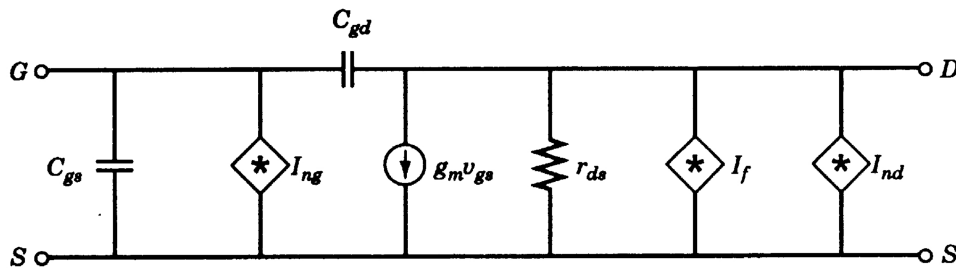 C_gd
G
D
C_gs
* I_ng
g_m v_gs
r_ds
* I_f
* I_nd
S
S